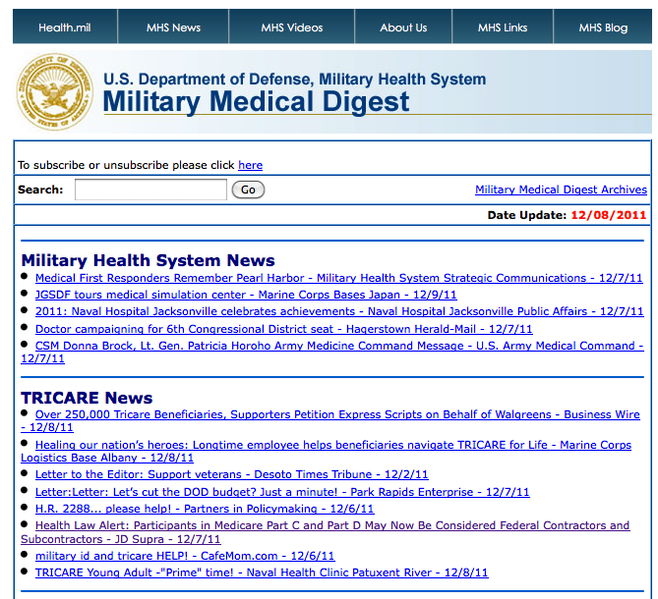 Health.mil MHS News MHS Videos About Us MHS Links MHS Blog
U.S. Department of Defense, Military Health System
Military Medical Digest
To subscribe or unsubscribe please click here
Search: Go Military Medical Digest Archives
Date Update: 12/08/2011
Military Health System News
Medical First Responders Remember Pearl Harbor - Military Health System Strategic Communications - 12/7/11
JGSDF tours medical simulation center - Marine Corps Bases Japan - 12/9/11
2011: Naval Hospital Jacksonville celebrates achievements - Naval Hospital Jacksonville Public Affairs - 12/7/11
Doctor campaigning for 6th Congressional District seat - Hagerstown Herald-Mail - 12/7/11
CSM Donna Brock, Lt. Gen. Patricia Horoho Army Medicine Command Message - U.S. Army Medical Command -
12/7/11
TRICARE News
Over 250,000 Tricare Beneficiaries, Supporters Petition Express Scripts on Behalf of Walgreens - Business Wire
- 12/8/11
Healing our nation's heroes: Longtime employee helps beneficiaries navigate TRICARE for Life - Marine Corps
Logistics Base Albany - 12/8/11
Letter to the Editor: Support veterans - Desoto Times Tribune - 12/2/11
Letter:Letter: Let's cut the DOD budget? Just a minute! - Park Rapids Enterprise - 12/7/11
H.R. 2288... please help! - Partners in Policymaking - 12/6/11
Health Law Alert: Participants in Medicare Part C and Part D May Now Be Considered Federal Contractors and
Subcontractors - JD Supra - 12/7/11
military id and tricare HELP! - CafeMom.com - 12/6/11
TRICARE Young Adult -"Prime" time! - Naval Health Clinic Patuxent River - 12/8/11